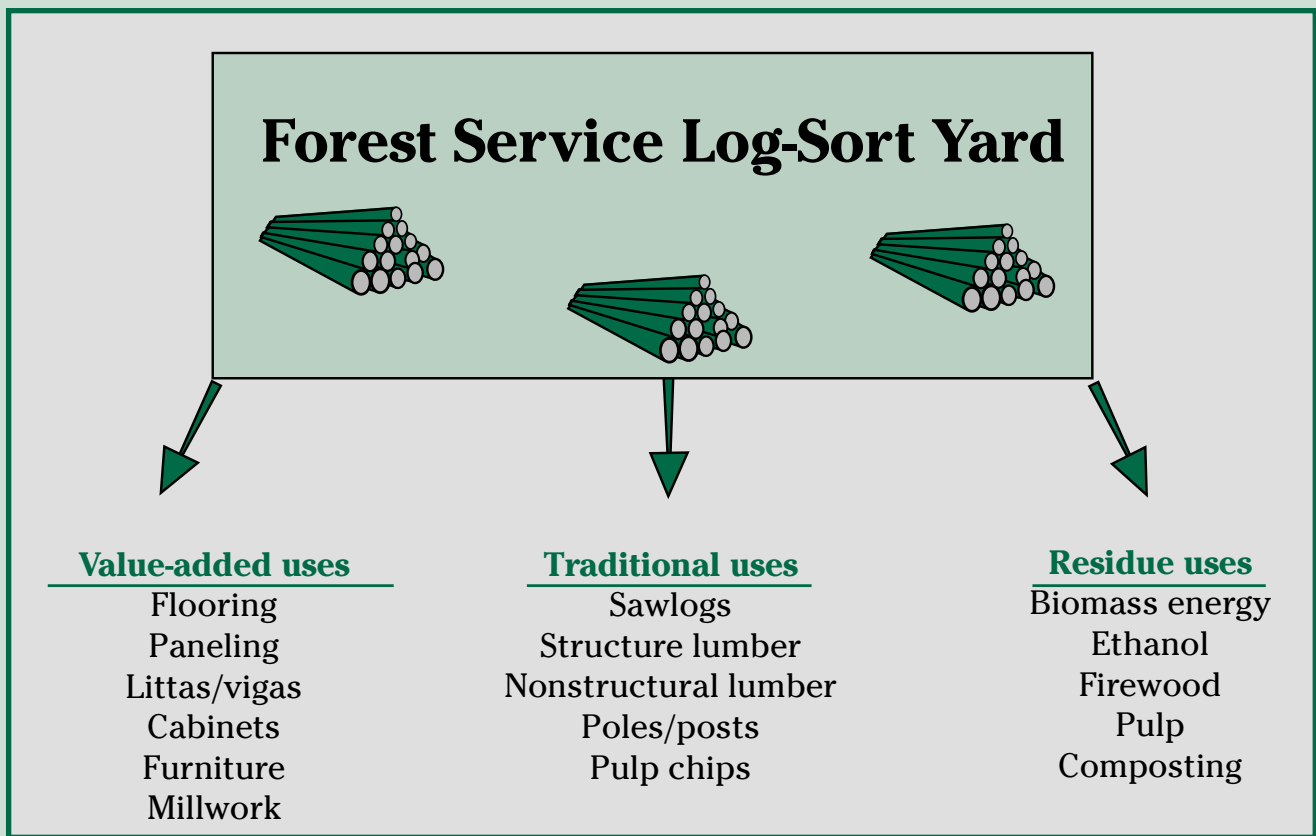 Forest Service Log-Sort Yard
Value-added uses
Flooring
Paneling
Littas/vigas
Cabinets
Furniture
Millwork
Traditional uses
Sawlogs
Structure lumber
Nonstructural lumber
Poles/posts
Pulp chips
Residue uses
Biomass energy
Ethanol
Firewood
Pulp
Composting